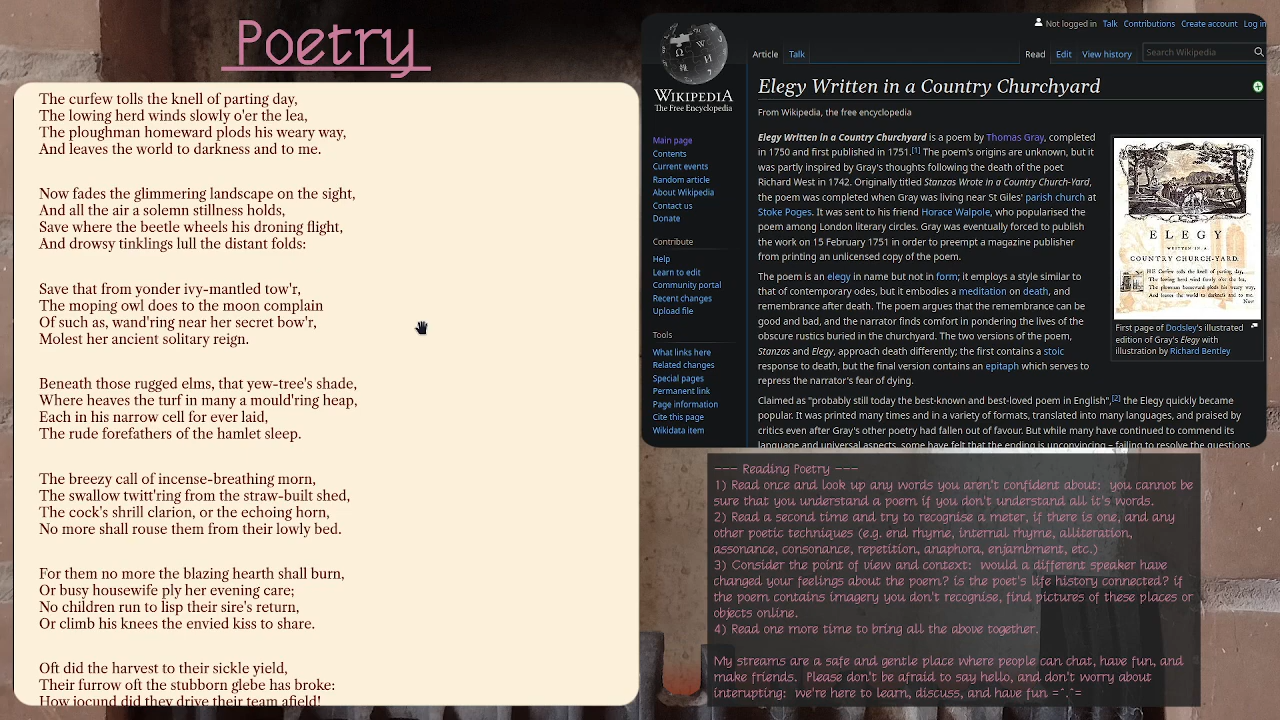 Poetry
The curfew tolls the knell of parting day,
The lowing herd winds slowly o'er the lea,
The ploughman homeward plods his weary way,
And leaves the world to darkness and to me.
Now fades the glimmering landscape on the sight,
And all the air a solemn stillness holds,
Save where the beetle wheels his droning flight,
And drowsy tinklings lull the distant folds:
Save that from yonder ivy-mantled tow'r,
The moping owl does to the moon complain
Of such as, wand'ring near her secret bow'r,
Molest her ancient solitary reign.
Beneath those rugged elms, that yew-tree's shade,
Where heaves the turf in many a mould'ring heap,
Each in his narrow cell for ever laid,
The rude forefathers of the hamlet sleep.
The breezy call of incense-breathing morn,
The swallow twitt'ring from the straw-built shed,
The cock's shrill clarion, or the echoing horn,
No more shall rouse them from their lowly bed.
For them no more the blazing hearth shall burn,
Or busy housewife ply her evening care;
No children run to lisp their sire's return,
Or climb his knees the envied kiss to share.
Oft did the harvest to their sickle yield,
Their furrow oft the stubborn glebe has broke:
How jocund did they drive their team afield!
Not logged in Talk Contributions Create account Log in
Article Talk Read Edit View history Search Wikipedia
WIKIPEDIA
The Free Encyclopedia
Main page
Contents
Current events
Random article
About Wikipedia
Contact us
Donate
Contribute
Help
Learn to edit
Community portal
Recent changes
Upload file
Tools
What links here
Related changes
Special pages
Permanent link
Page information
Cite this page
Wikidata item
Elegy Written in a Country Churchyard
From Wikipedia, the free encyclopedia
Elegy Written in a Country Churchyard is a poem by Thomas Gray, completed
in 1750 and first published in 1751.[1] The poem's origins are unknown, but it
was partly inspired by Gray's thoughts following the death of the poet
Richard West in 1742. Originally titled Stanzas Wrote in a Country Church-Yard,
the poem was completed when Gray was living near St Giles' parish church at
Stoke Poges. It was sent to his friend Horace Walpole, who popularised the
poem among London literary circles. Gray was eventually forced to publish
the work on 15 February 1751 in order to preempt a magazine publisher
from printing an unlicensed copy of the poem.
The poem is an elegy in name but not in form; it employs a style similar to
that of contemporary odes, but it embodies a meditation on death, and
remembrance after death. The poem argues that the remembrance can be
good and bad, and the narrator finds comfort in pondering the lives of the
obscure rustics buried in the churchyard. The two versions of the poem,
Stanzas and Elegy, approach death differently; the first contains a stoic
response to death, but the final version contains an epitaph which serves to
repress the narrator's fear of dying.
Claimed as "probably still today the best-known and best-loved poem in English",[2] the Elegy quickly became
popular. It was printed many times and in a variety of formats, translated into many languages, and praised by
critics even after Gray's other poetry had fallen out of favour. But while many have continued to commend its
language and universal aspects, some have felt that the ending is unconvincing – failing to resolve the questions
ELEGY
WRITTEN IN A
COUNTRY CHURCH-YARD.
First page of Dodsley's illustrated
edition of Gray's Elegy with
illustration by Richard Bentley
--- Reading Poetry ---
1) Read once and look up any words you aren't confident about: you cannot be
sure that you understand a poem if you don't understand all it's words.
2) Read a second time and try to recognise a meter, if there is one, and any
other poetic techniques (e.g. end rhyme, internal rhyme, alliteration,
assonance, consonance, repetition, anaphora, enjambment, etc.)
3) Consider the point of view and context: would a different speaker have
changed your feelings about the poem? is the poet's life history connected? if
the poem contains imagery you don't recognise, find pictures of these places or
objects online.
4) Read one more time to bring all the above together.
My streams are a safe and gentle place where people can chat, have fun, and
make friends. Please don't be afraid to say hello, and don't worry about
interupting: we're here to learn, discuss, and have fun =^.^=